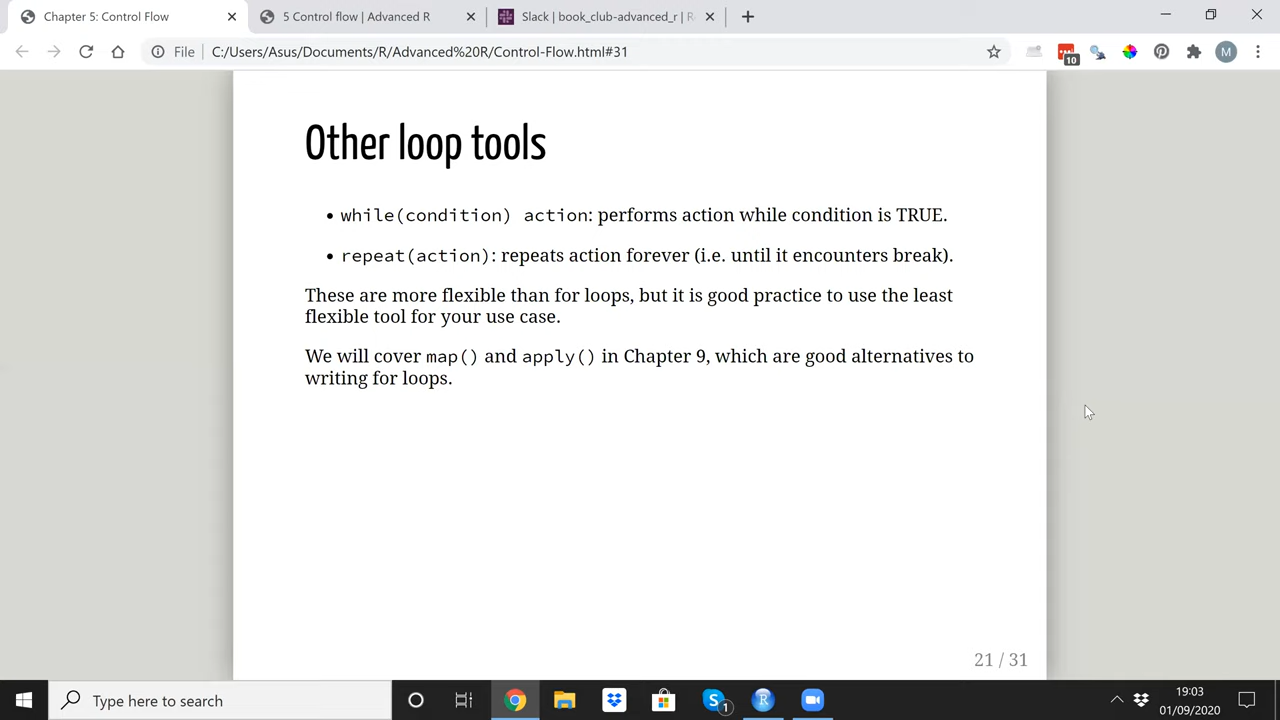 Chapter 5: Control Flow
5 Control flow | Advanced R
Slack | book_club-advanced_r | R
File
C:/Users/Asus/Documents/R/Advanced%20R/Control-Flow.html#31
10
M
Other loop tools
• while(condition) action: performs action while condition is TRUE.
• repeat(action): repeats action forever (i.e. until it encounters break).
These are more flexible than for loops, but it is good practice to use the least
flexible tool for your use case.
We will cover map() and apply() in Chapter 9, which are good alternatives to
writing for loops.
21 / 31
Type here to search
S
1
R
19:03
01/09/2020